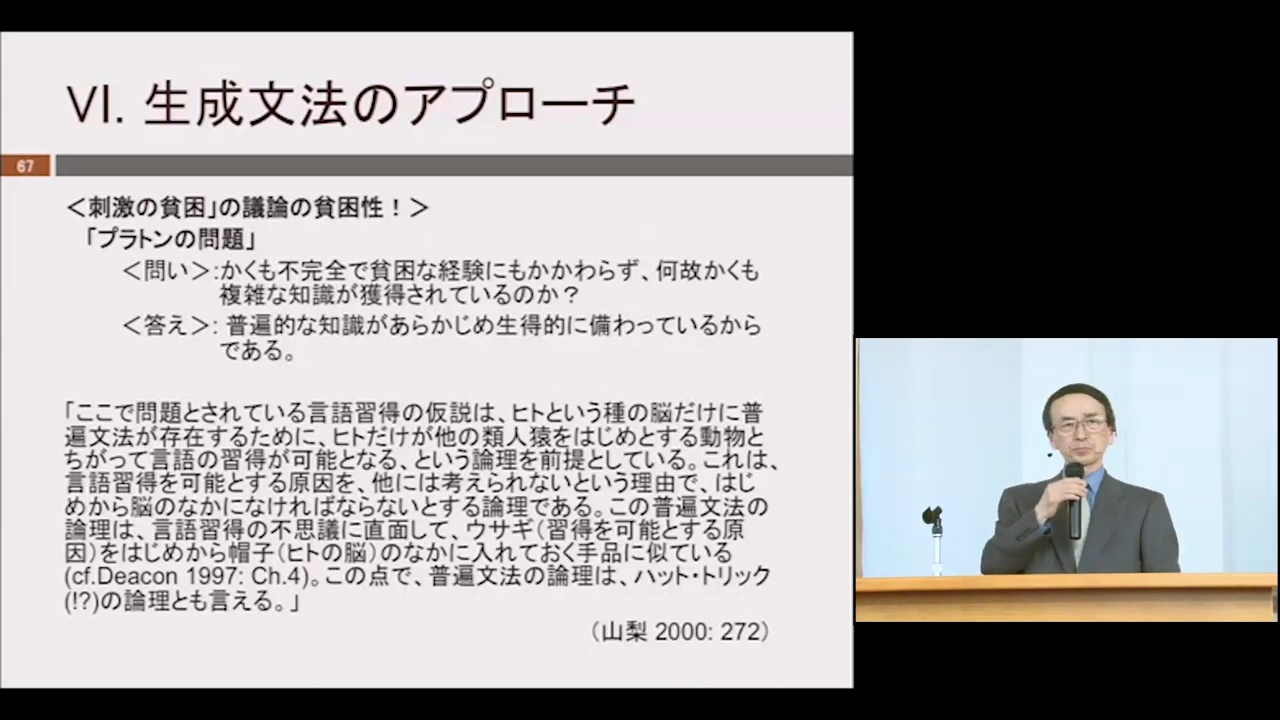 VI. 生成文法のアプローチ
67
＜刺激の貧困」の議論の貧困性！＞
「プラトンの問題」
＜問い＞:かくも不完全で貧困な経験にもかかわらず、何故かくも
複雑な知識が獲得されているのか？
＜答え＞: 普遍的な知識があらかじめ生得的に備わっているから
である。
「ここで問題とされている言語習得の仮説は、ヒトという種の脳だけに普
遍文法が存在するために、ヒトだけが他の類人猿をはじめとする動物と
ちがって言語の習得が可能となる、という論理を前提としている。これは、
言語習得を可能とする原因を、他には考えられないという理由で、はじ
めから脳のなかになければならないとする論理である。この普遍文法の
論理は、言語習得の不思議に直面して、ウサギ（習得を可能とする原
因）をはじめから帽子（ヒトの脳）のなかに入れておく手品に似ている
(cf.Deacon 1997: Ch.4)。この点で、普遍文法の論理は、ハット・トリック
(!?)の論理とも言える。」
（山梨 2000: 272）